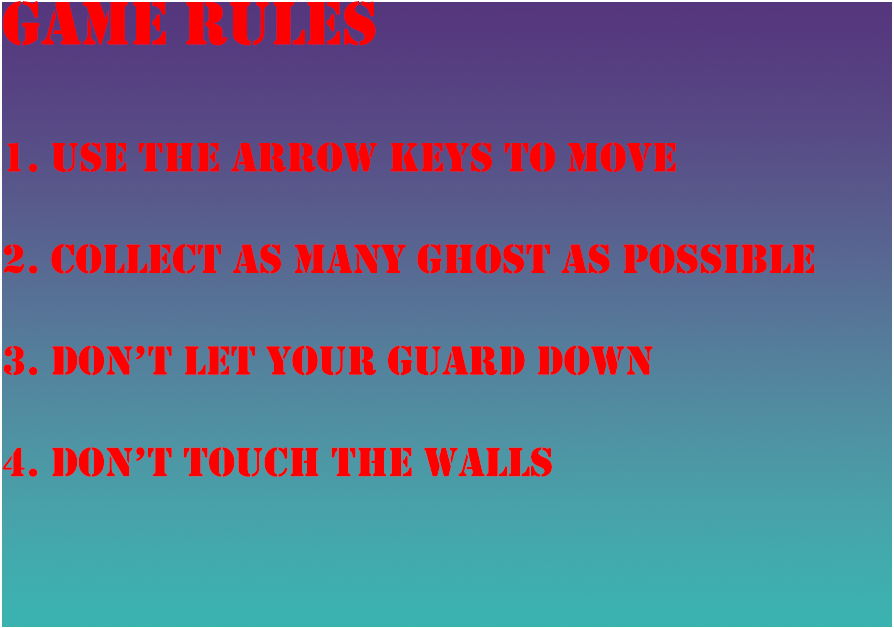 GAME RULES
1. USE THE ARROW KEYS TO MOVE
2. COLLECT AS MANY GHOST AS POSSIBLE
3. DON’T LET YOUR GUARD DOWN
4. DON’T TOUCH THE WALLS